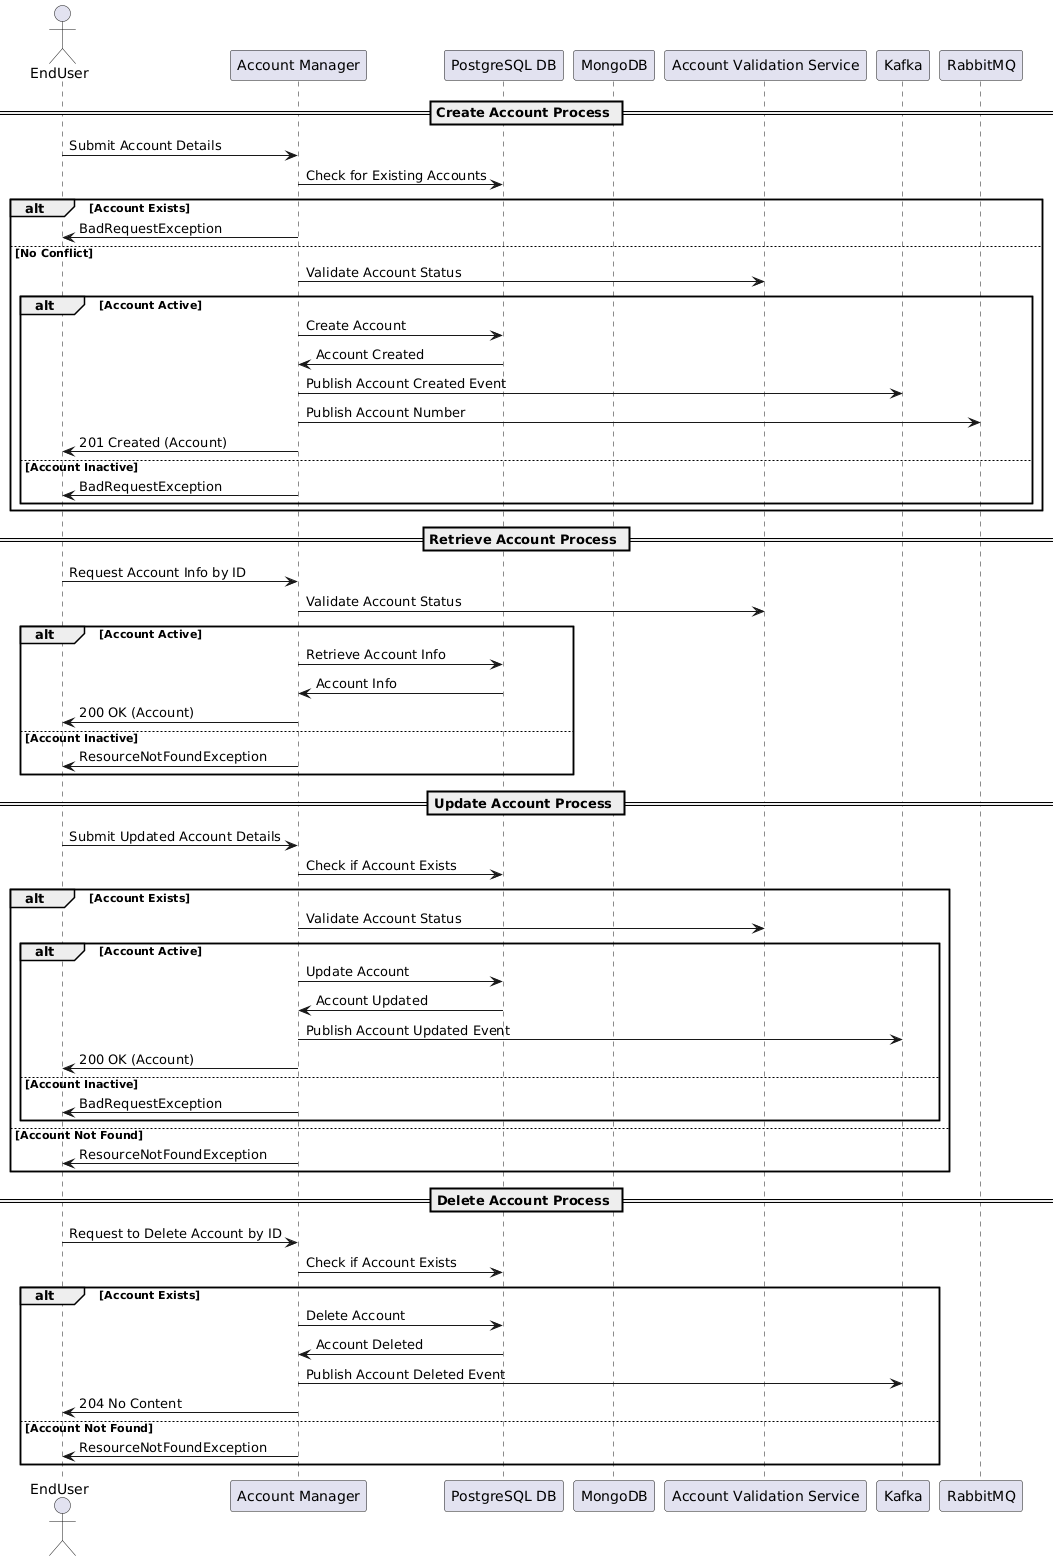 EndUser
Account Manager
PostgreSQL DB
MongoDB
Account Validation Service
Kafka
RabbitMQ
Create Account Process
Submit Account Details
Check for Existing Accounts
alt
[Account Exists]
BadRequestException
[No Conflict]
Validate Account Status
alt
[Account Active]
Create Account
Account Created
Publish Account Created Event
Publish Account Number
201 Created (Account)
[Account Inactive]
BadRequestException
Retrieve Account Process
Request Account Info by ID
Validate Account Status
alt
[Account Active]
Retrieve Account Info
Account Info
200 OK (Account)
[Account Inactive]
ResourceNotFoundException
Update Account Process
Submit Updated Account Details
Check if Account Exists
alt
[Account Exists]
Validate Account Status
alt
[Account Active]
Update Account
Account Updated
Publish Account Updated Event
200 OK (Account)
[Account Inactive]
BadRequestException
[Account Not Found]
ResourceNotFoundException
Delete Account Process
Request to Delete Account by ID
Check if Account Exists
alt
[Account Exists]
Delete Account
Account Deleted
Publish Account Deleted Event
204 No Content
[Account Not Found]
ResourceNotFoundException
EndUser
Account Manager
PostgreSQL DB
MongoDB
Account Validation Service
Kafka
RabbitMQ